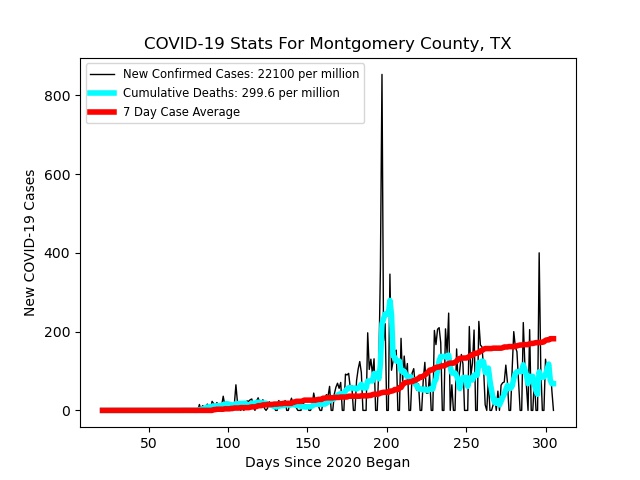 COVID-19 Stats For Montgomery County, TX
New Confirmed Cases: 22100 per million
Cumulative Deaths: 299.6 per million
7 Day Case Average
New COVID-19 Cases
800
600
400
200
0
50 100 150 200 250 300
Days Since 2020 Began